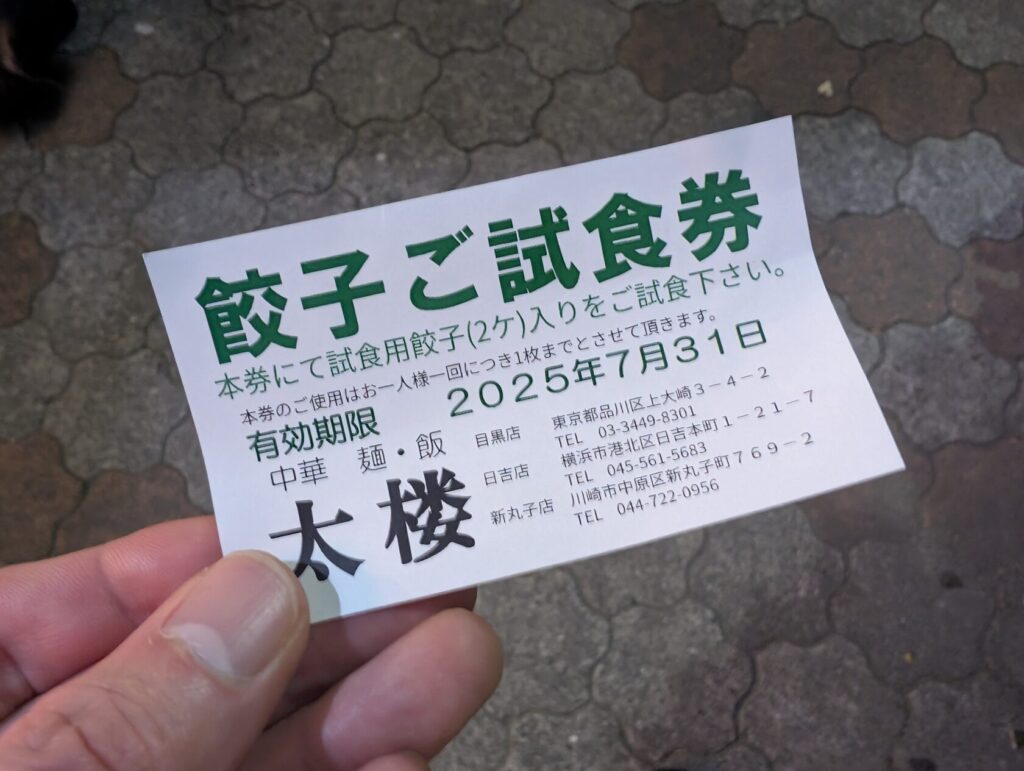 餃子ご試食券
本券にて試食用餃子(2ケ)入りをご試食下さい。
本券のご使用はお一人様一回につき1枚までとさせて頂きます。
有効期限 2025年7月31日
中華 麺・飯
太楼
目黒店 東京都品川区上大崎3-4-2
TEL 03-3449-8301
日吉店 横浜市港北区日吉本町1-21-7
TEL 045-561-5683
新丸子店 川崎市中原区新丸子町769-2
TEL 044-722-0956